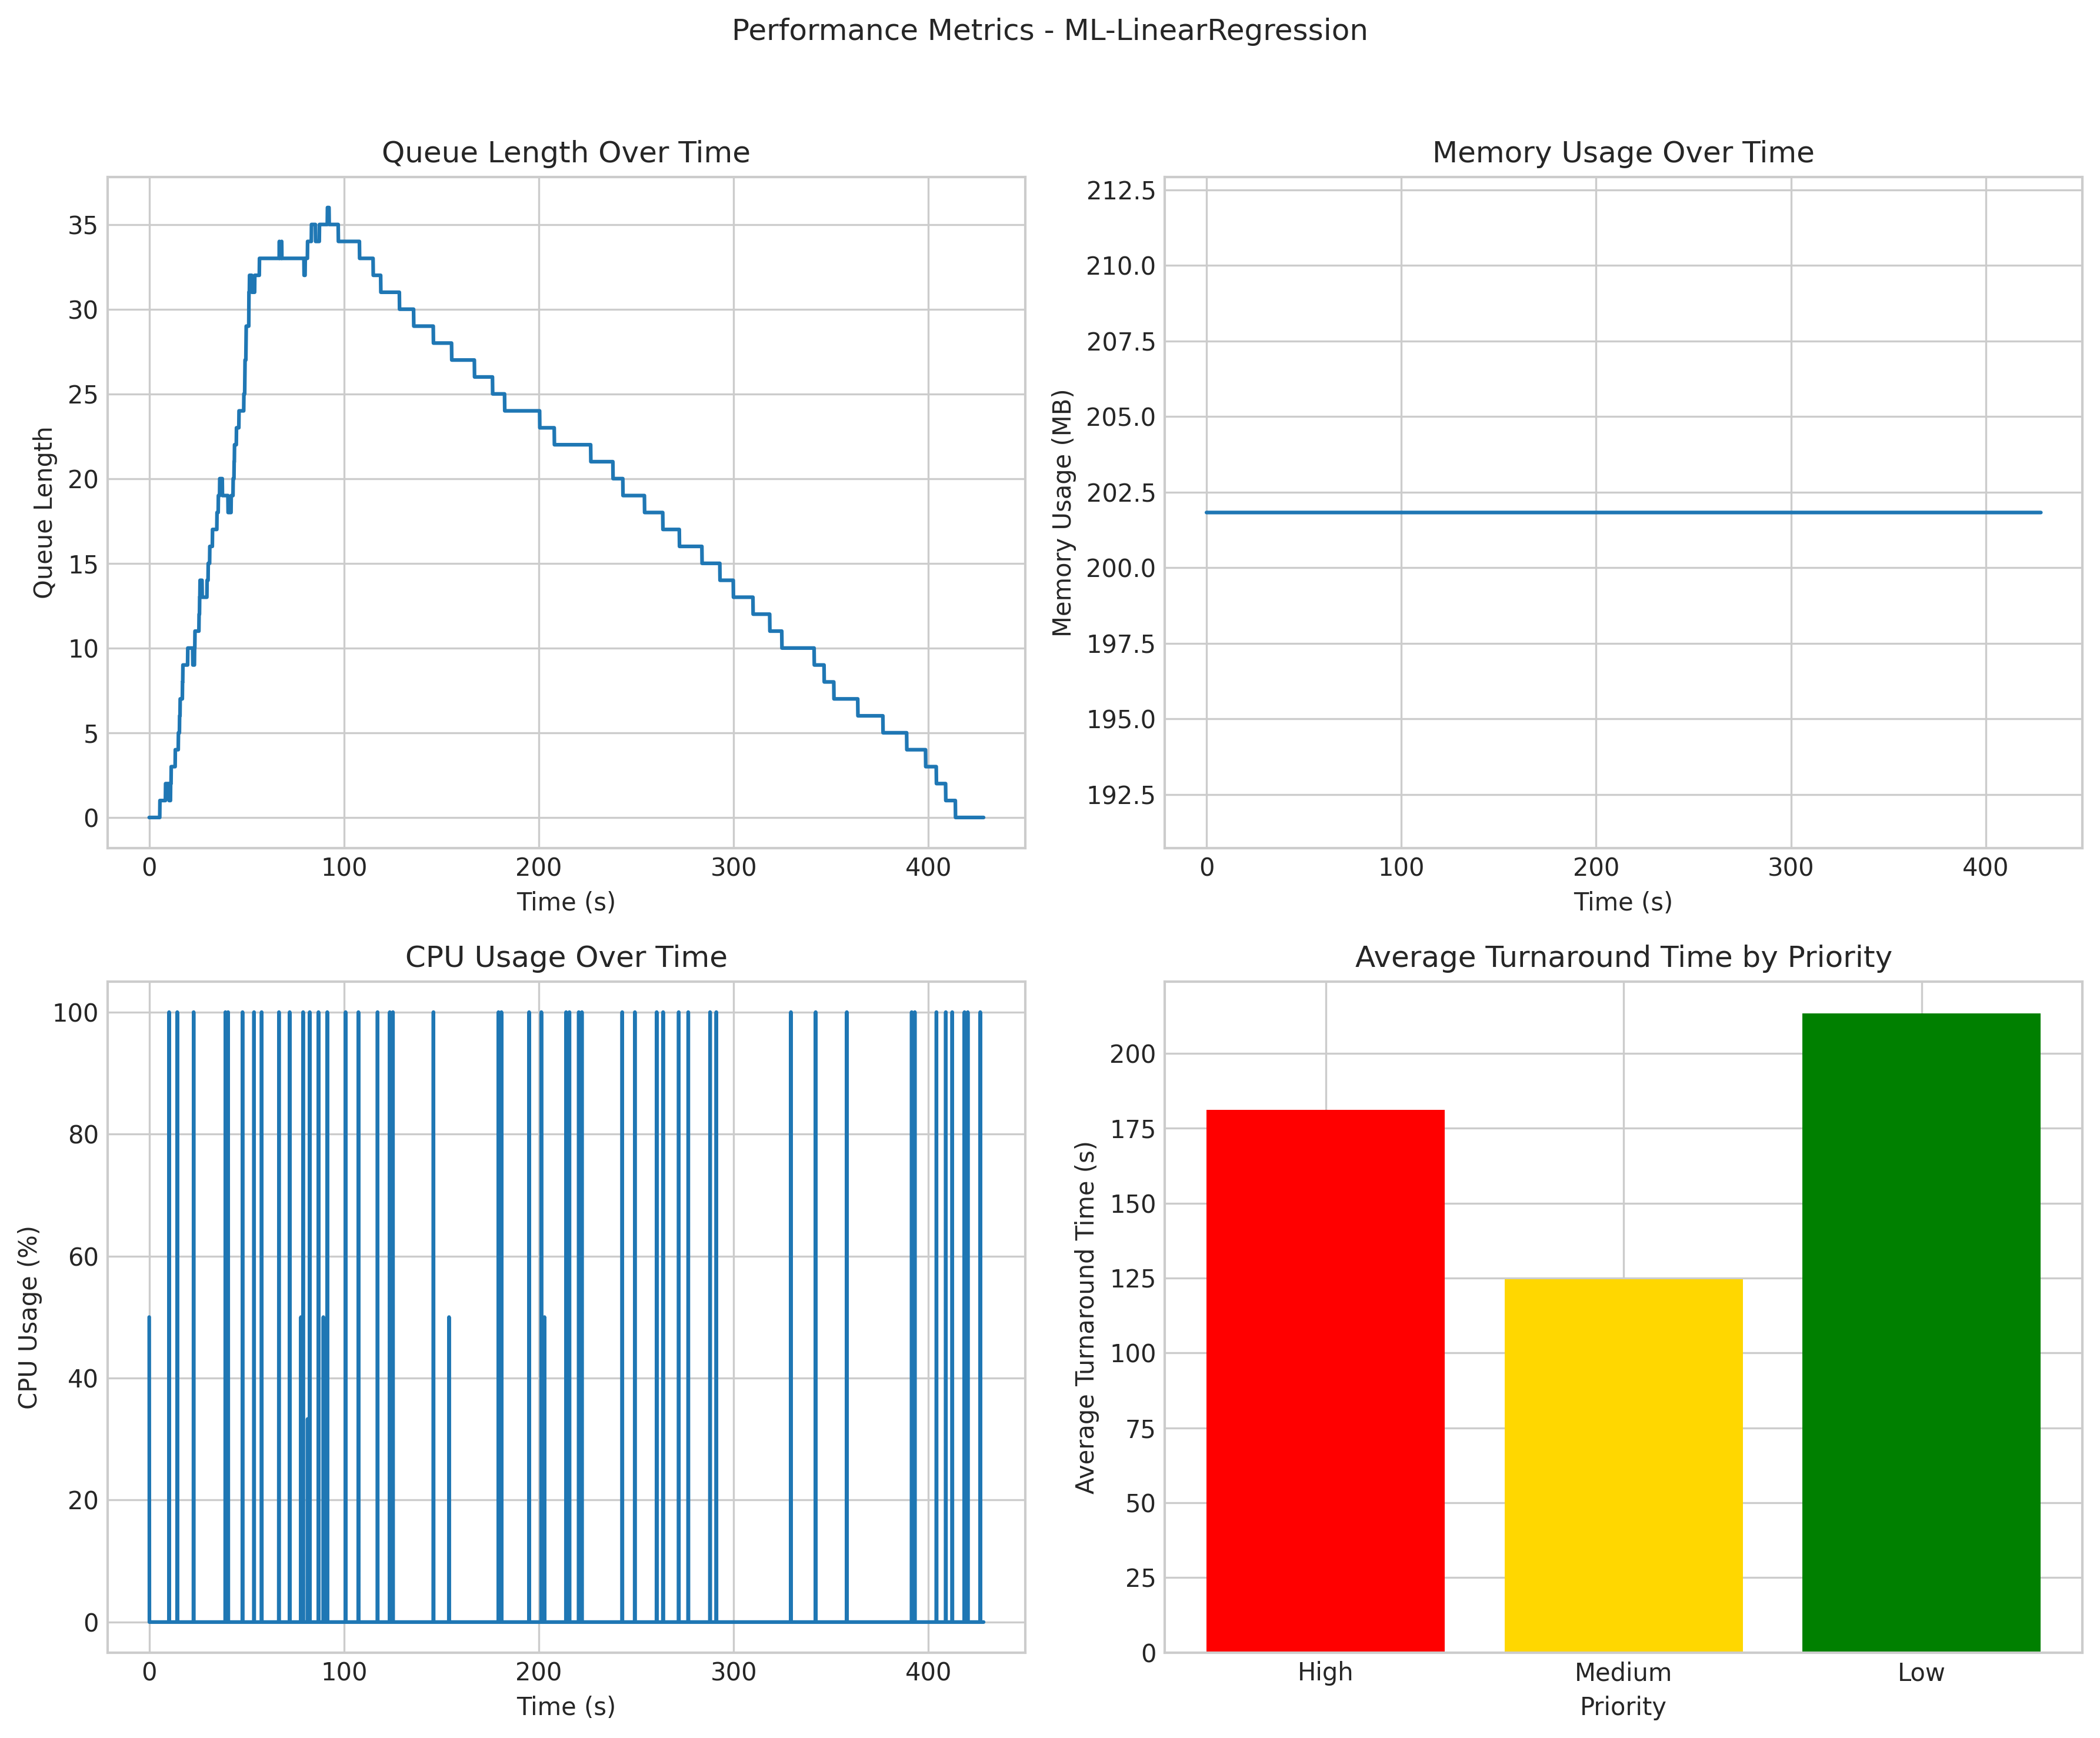 Performance Metrics - ML-LinearRegression
Queue Length Over Time
35
30
25
20
15
10
5
0
Queue Length
0 100 200 300 400
Time (s)
Memory Usage Over Time
212.5
210.0
207.5
205.0
202.5
200.0
197.5
195.0
192.5
Memory Usage (MB)
0 100 200 300 400
Time (s)
CPU Usage Over Time
100
80
60
40
20
0
CPU Usage (%)
0 100 200 300 400
Time (s)
Average Turnaround Time by Priority
200
175
150
125
100
75
50
25
0
Average Turnaround Time (s)
High Medium Low
Priority